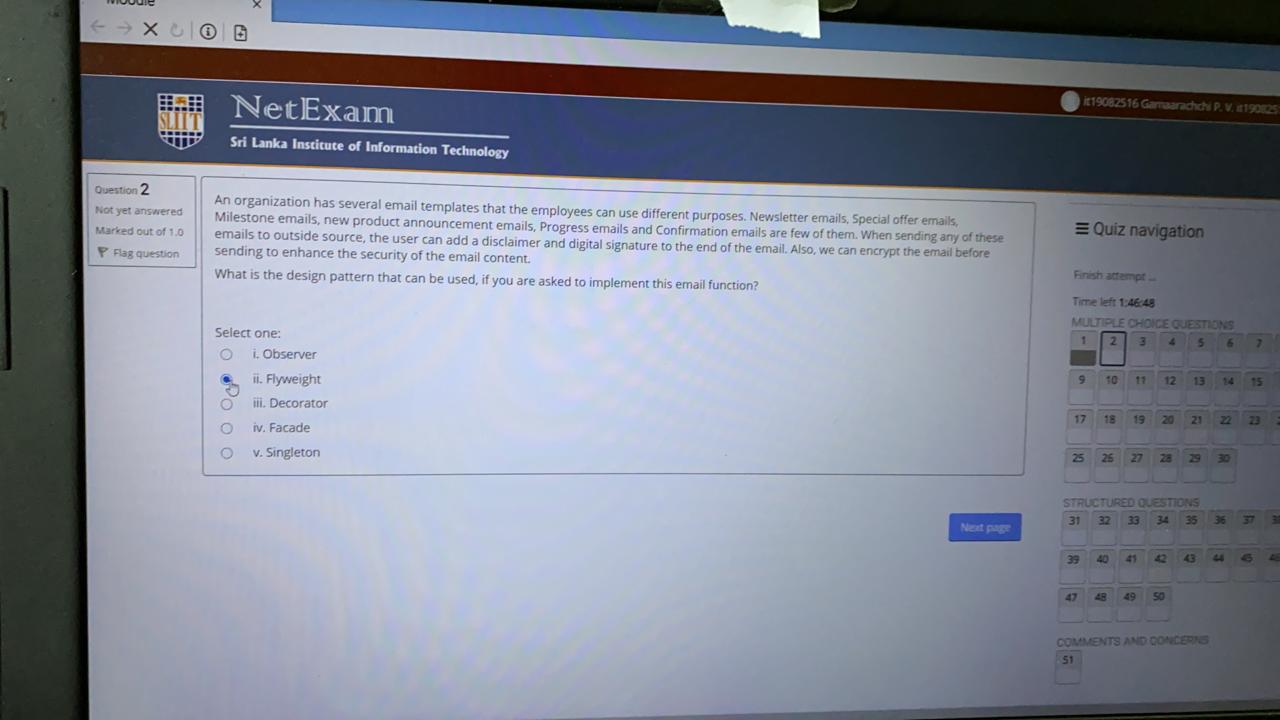 Moodle
it19082516 Gamaarachchi P. V. it190825
SLIIT
NetExam
Sri Lanka Institute of Information Technology
Question 2
Not yet answered
Marked out of 1.0
Flag question
An organization has several email templates that the employees can use different purposes. Newsletter emails, Special offer emails,
Milestone emails, new product announcement emails, Progress emails and Confirmation emails are few of them. When sending any of these
emails to outside source, the user can add a disclaimer and digital signature to the end of the email. Also, we can encrypt the email before
sending to enhance the security of the email content.
What is the design pattern that can be used, if you are asked to implement this email function?
Select one:
i. Observer
ii. Flyweight
iii. Decorator
iv. Facade
v. Singleton
Next page
Quiz navigation
Finish attempt ...
Time left 1:46:48
MULTIPLE CHOICE QUESTIONS
1 2 3 4 5 6 7
9 10 11 12 13 14 15
17 18 19 20 21 22 23
25 26 27 28 29 30
STRUCTURED QUESTIONS
31 32 33 34 35 36 37
39 40 41 42 43 44 45
47 48 49 50
COMMENTS AND CONCERNS
51